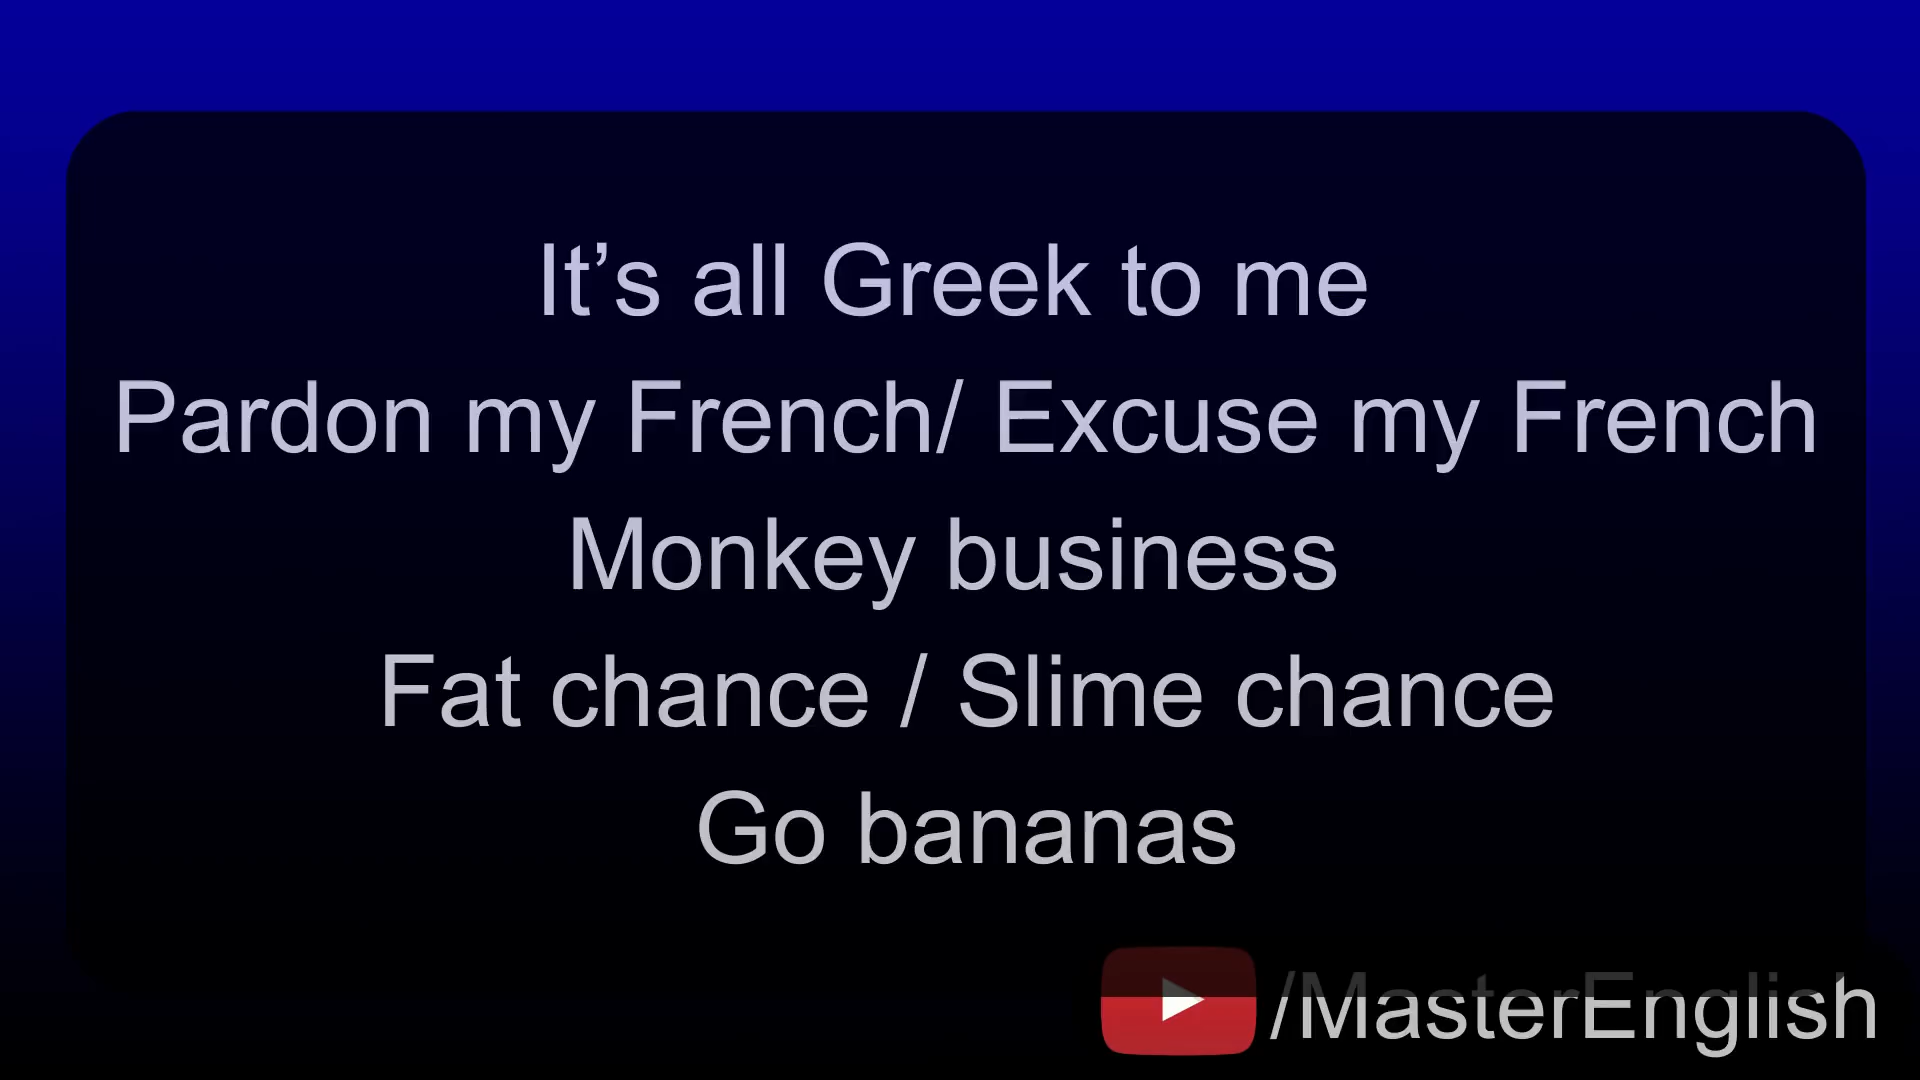 It’s all Greek to me
Pardon my French/ Excuse my French
Monkey business
Fat chance / Slime chance
Go bananas
/MasterEnglish